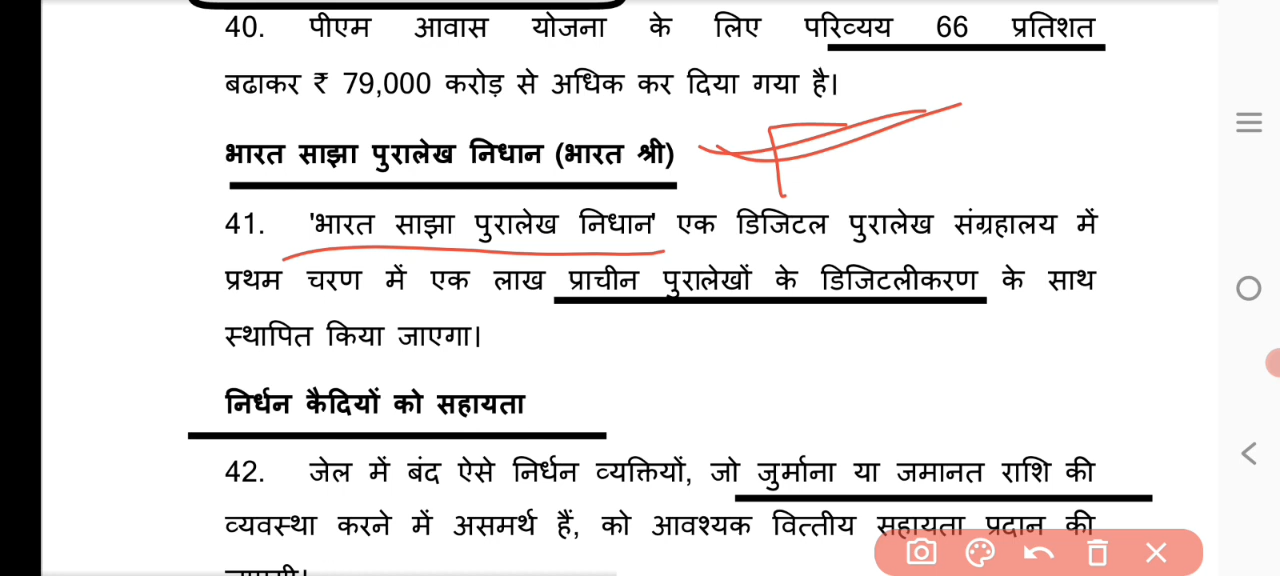 40. पीएम आवास योजना के लिए परिव्यय 66 प्रतिशत
बढाकर ₹ 79,000 करोड़ से अधिक कर दिया गया है।
भारत साझा पुरालेख निधान (भारत श्री)
41. 'भारत साझा पुरालेख निधान' एक डिजिटल पुरालेख संग्रहालय में
प्रथम चरण में एक लाख प्राचीन पुरालेखों के डिजिटलीकरण के साथ
स्थापित किया जाएगा।
निर्धन कैदियों को सहायता
42. जेल में बंद ऐसे निर्धन व्यक्तियों, जो जुर्माना या जमानत राशि की
व्यवस्था करने में असमर्थ हैं, को आवश्यक वित्तीय सहायता प्रदान की